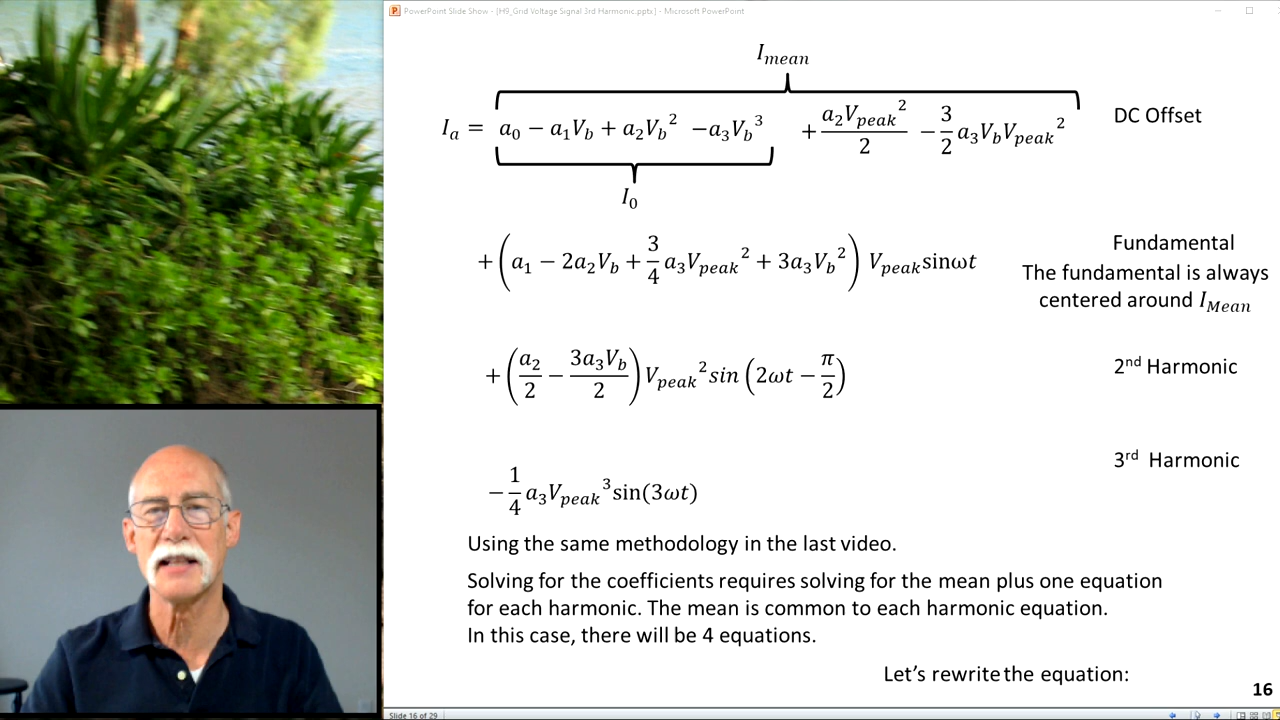 PowerPoint Slide Show - [H9_Grid Voltage Signal 3rd Harmonic.pptx] - Microsoft PowerPoint
I_mean
I_a = a_0 − a_1V_b + a_2V_b^2 −a_3V_b^3 + a_2V_peak^2/2 − 3/2 a_3V_bV_peak^2
DC Offset
I_0
+(a_1 − 2a_2V_b + 3/4 a_3V_peak^2 + 3a_3V_b^2) V_peak sinωt
Fundamental
The fundamental is always
centered around I_Mean
+(a_2/2 − 3a_3V_b/2) V_peak^2 sin (2ωt − π/2)
2nd Harmonic
3rd Harmonic
−1/4 a_3V_peak^3 sin(3ωt)
Using the same methodology in the last video.
Solving for the coefficients requires solving for the mean plus one equation
for each harmonic. The mean is common to each harmonic equation.
In this case, there will be 4 equations.
Let's rewrite the equation:
16
Slide 16 of 29